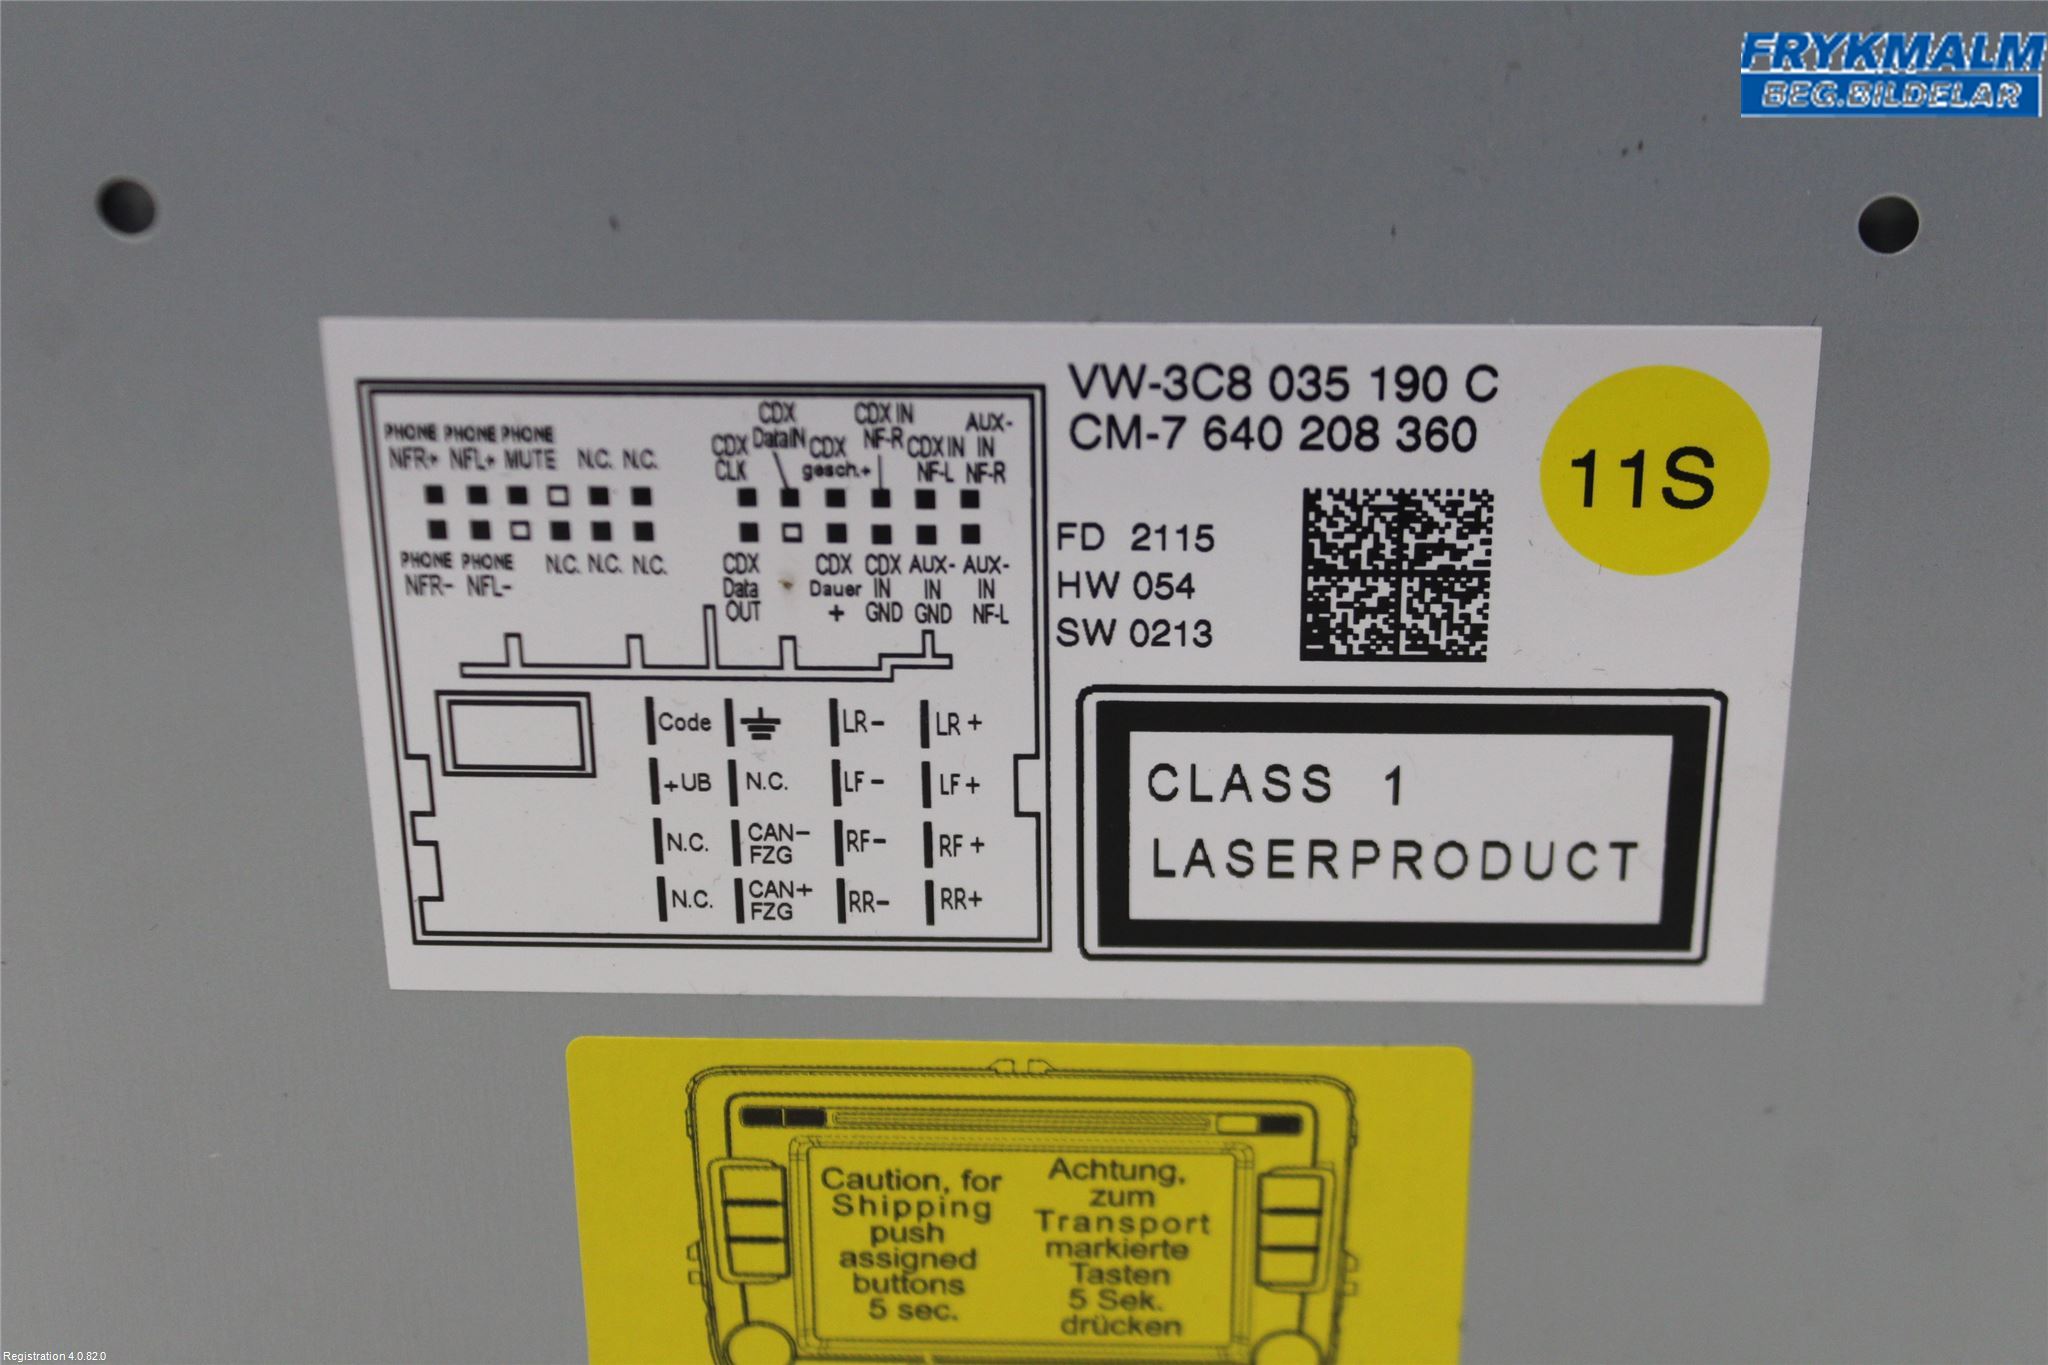 FRYKMALM
BEG.BILDELAR
VW-3C8 035 190 C
CM-7 640 208 360
11S
FD 2115
HW 054
SW 0213
CLASS 1
LASERPRODUCT
PHONE PHONE PHONE
NFR+ NFL+ MUTE N.C. N.C.
PHONE PHONE
NFR- NFL- N.C. N.C. N.C.
CDX
CLK
CDX
DataIN
CDX
gesch.+
CDX IN
NF-R
CDX IN
NF-L
AUX-
IN
NF-R
CDX
Data
OUT
CDX
Dauer
+
CDX
IN
GND
AUX-
IN
GND
AUX-
IN
NF-L
Code LR- LR+
+UB N.C. LF- LF+
N.C. CAN- FZG RF- RF+
N.C. CAN+ FZG RR- RR+
Caution, for
Shipping
push
assigned
buttons
5 sec.
Achtung,
zum
Transport
markierte
Tasten
5 Sek.
drücken
Registration 4.0.82.0